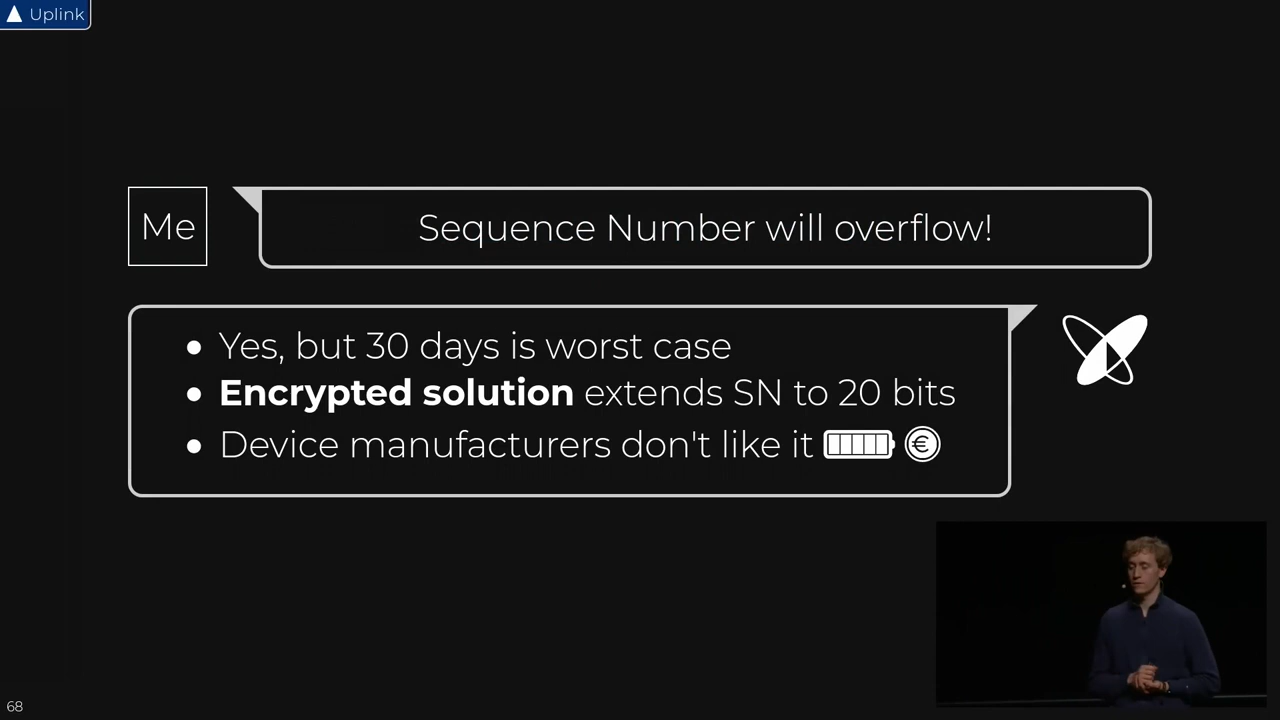 Uplink
Me
Sequence Number will overflow!
Yes, but 30 days is worst case
Encrypted solution extends SN to 20 bits
Device manufacturers don't like it €
68